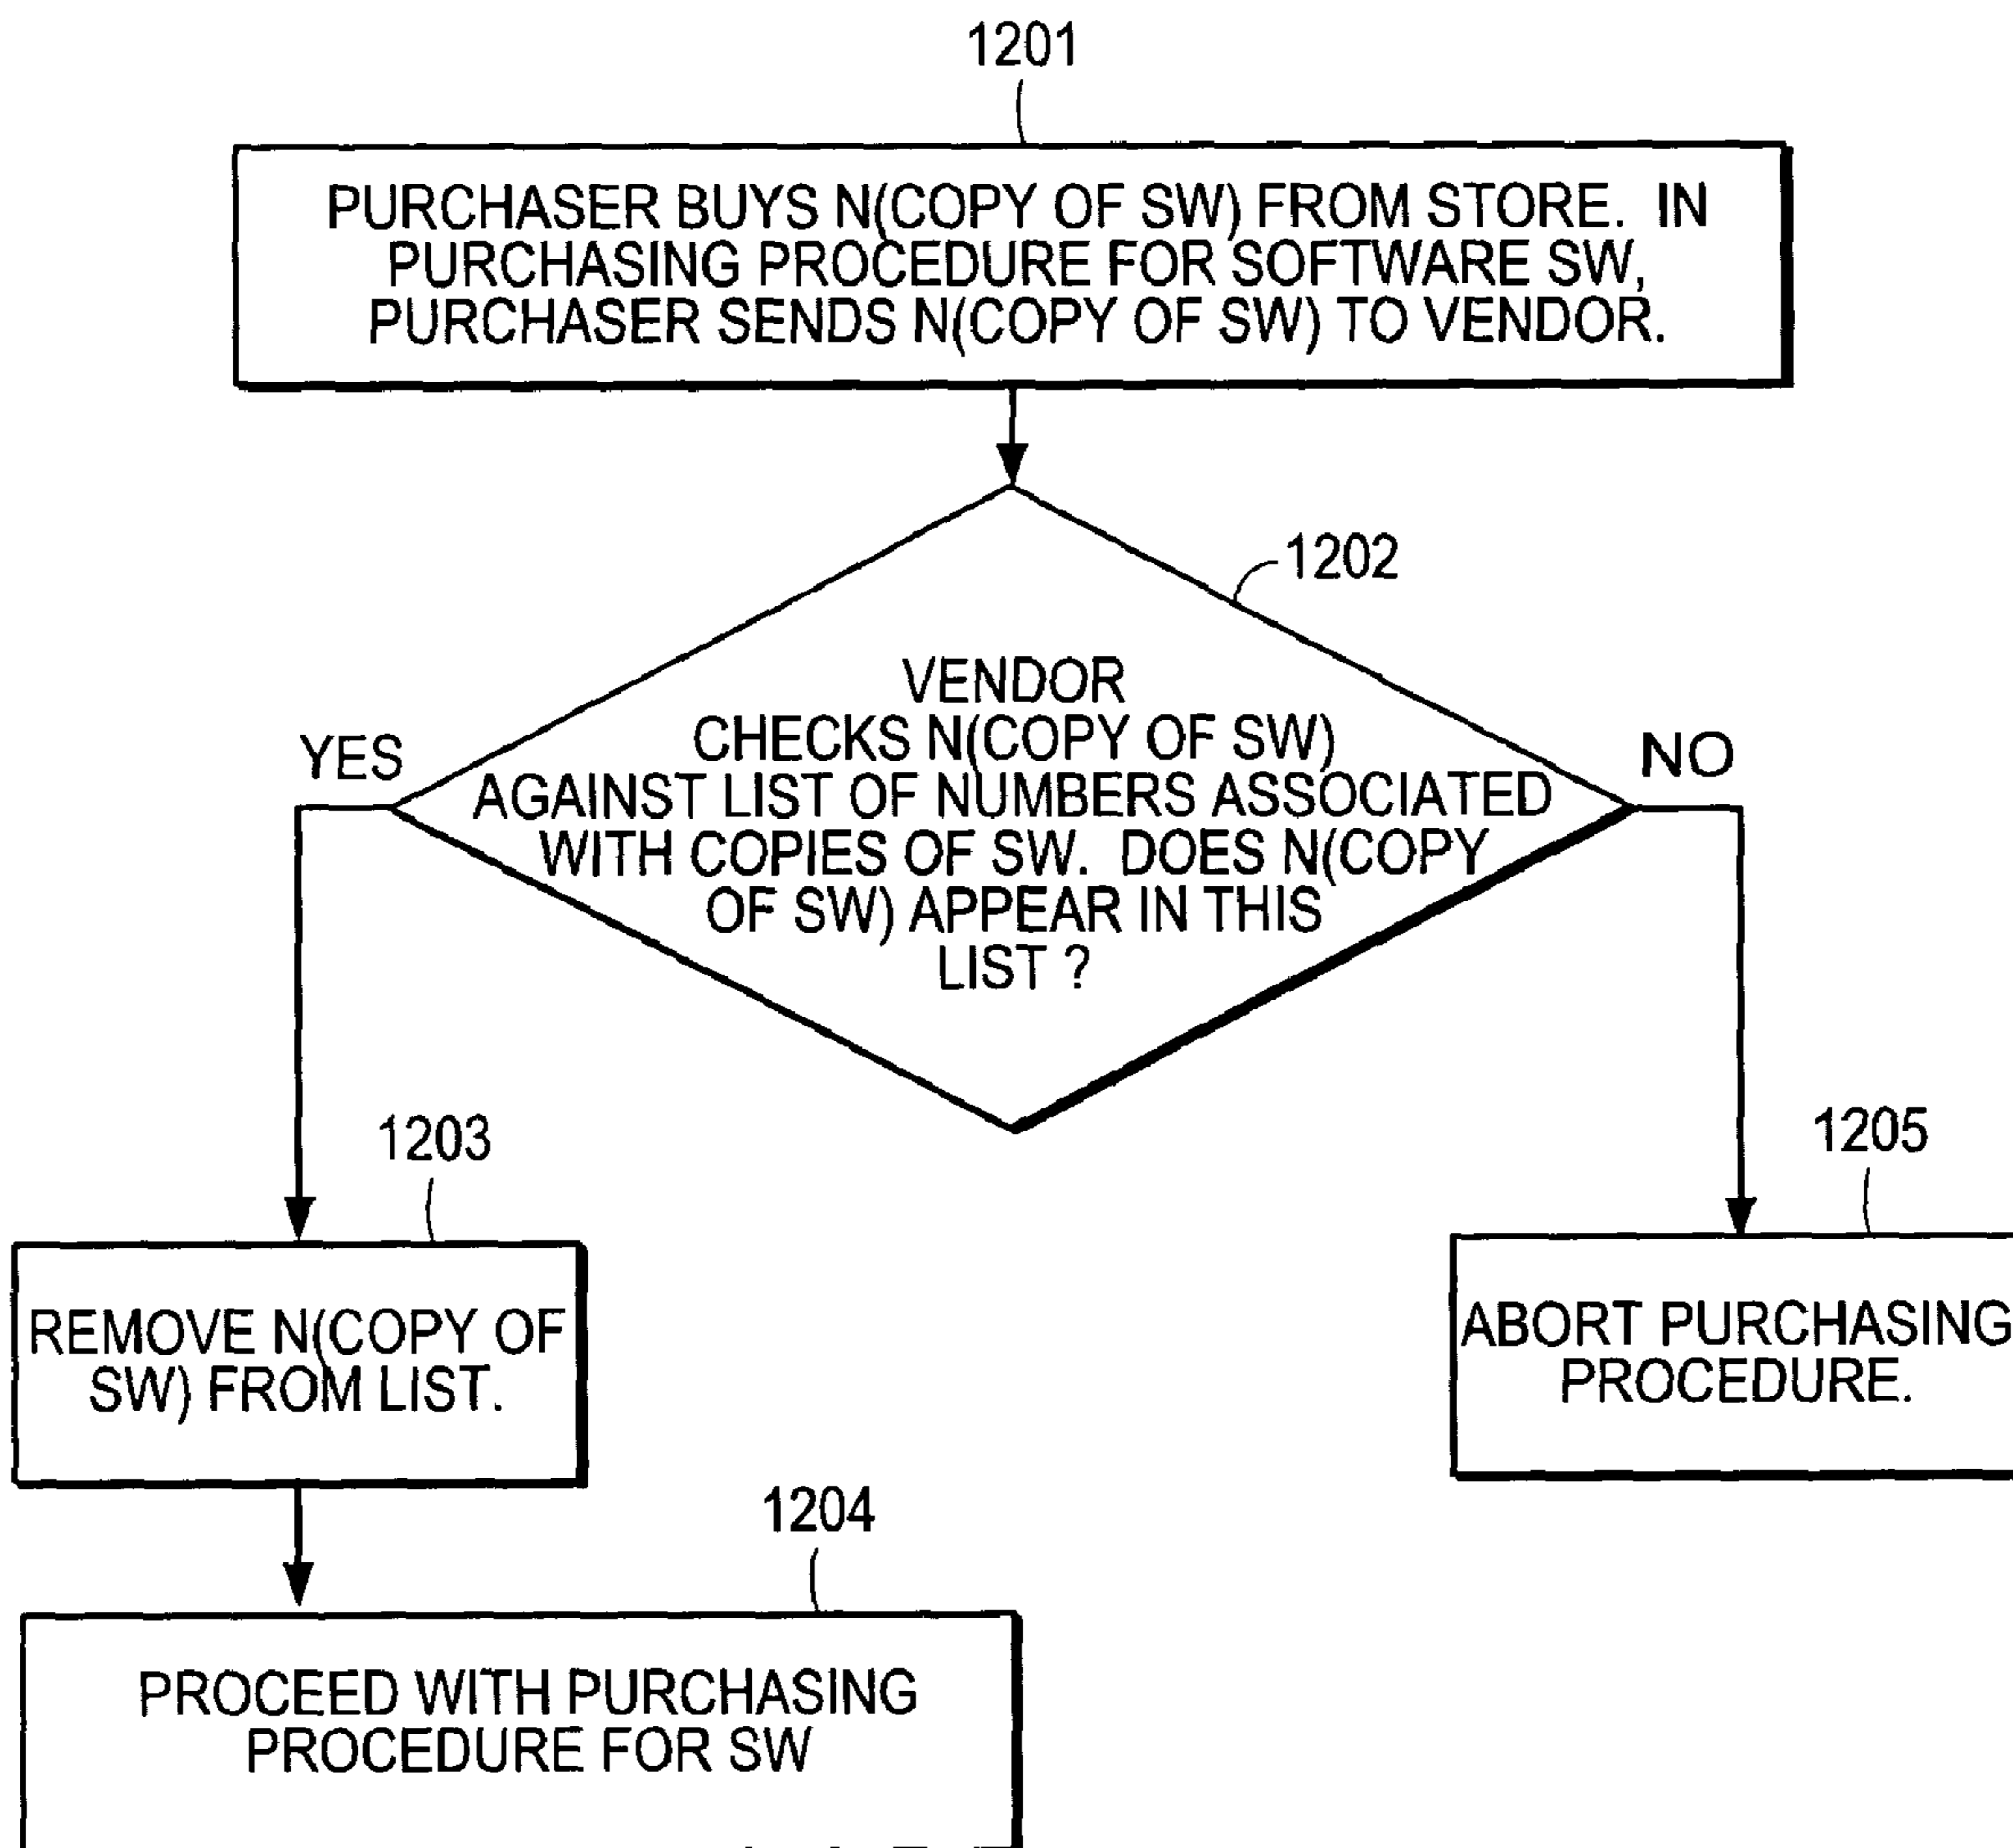 1201
PURCHASER BUYS N(COPY OF SW) FROM STORE. IN
PURCHASING PROCEDURE FOR SOFTWARE SW,
PURCHASER SENDS N(COPY OF SW) TO VENDOR.
1202
VENDOR
CHECKS N(COPY OF SW)
AGAINST LIST OF NUMBERS ASSOCIATED
WITH COPIES OF SW. DOES N(COPY
OF SW) APPEAR IN THIS
LIST ?
YES
NO
1203
REMOVE N(COPY OF
SW) FROM LIST.
1205
ABORT PURCHASING
PROCEDURE.
1204
PROCEED WITH PURCHASING
PROCEDURE FOR SW